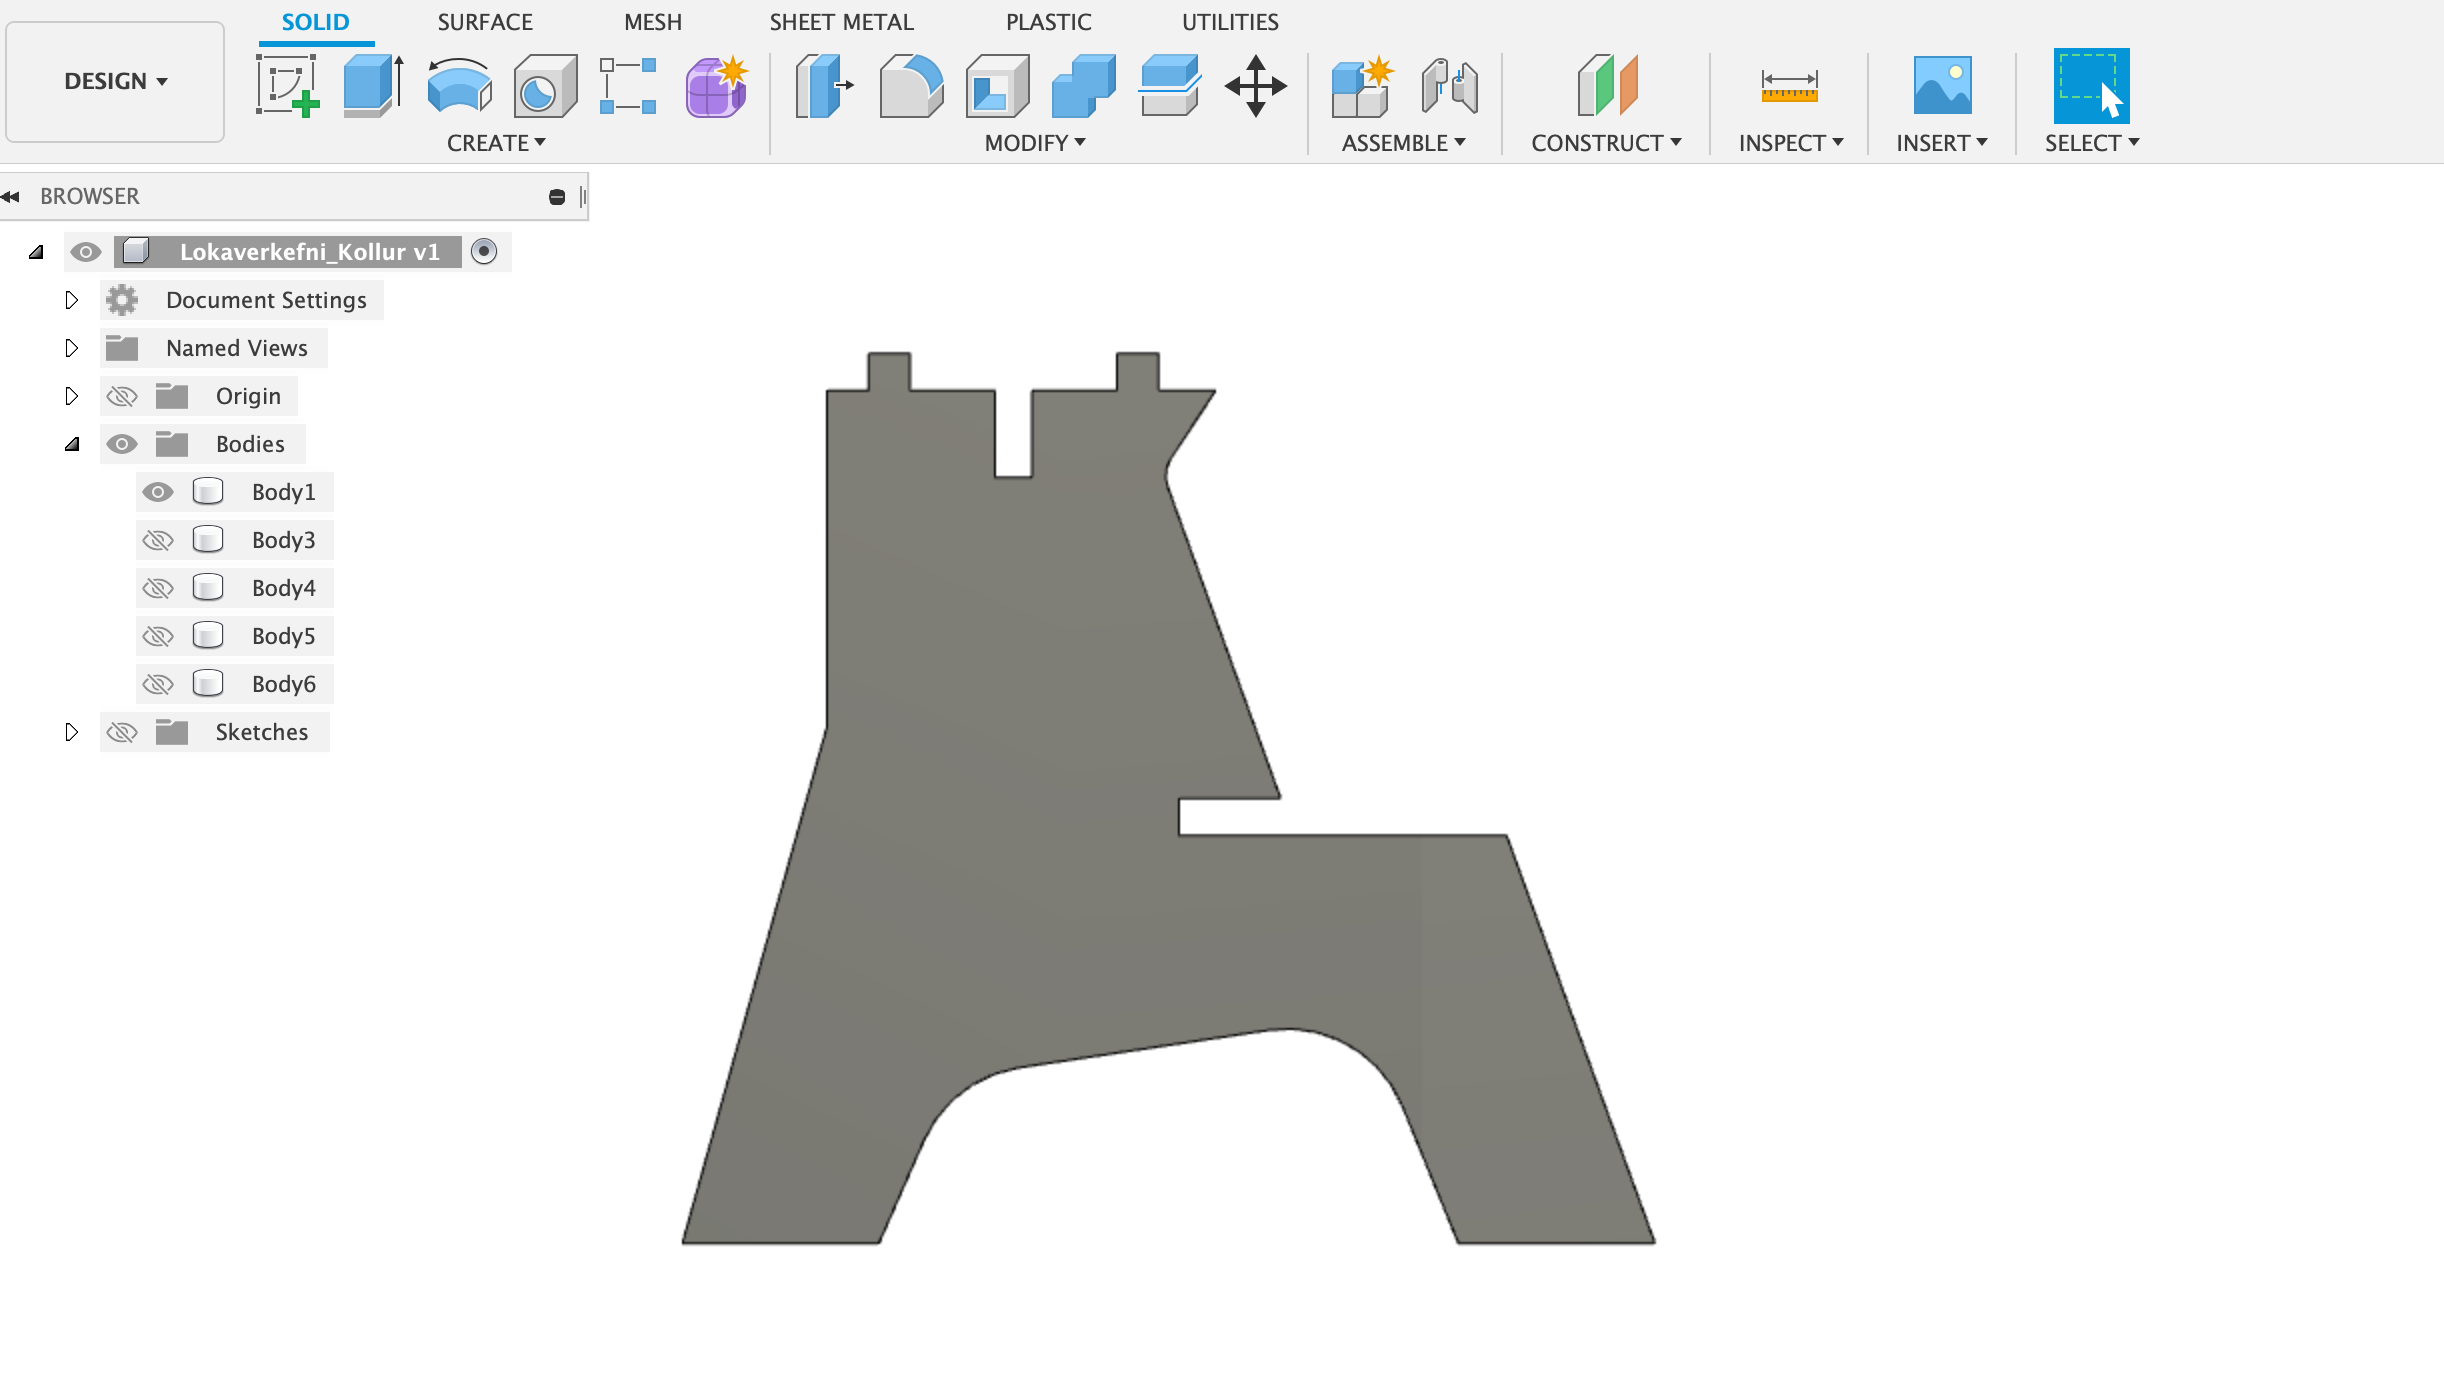 SOLID SURFACE MESH SHEET METAL PLASTIC UTILITIES
DESIGN
CREATE MODIFY ASSEMBLE CONSTRUCT INSPECT INSERT SELECT
BROWSER
Lokaverkefni_Kollur v1
Document Settings
Named Views
Origin
Bodies
Body1
Body3
Body4
Body5
Body6
Sketches